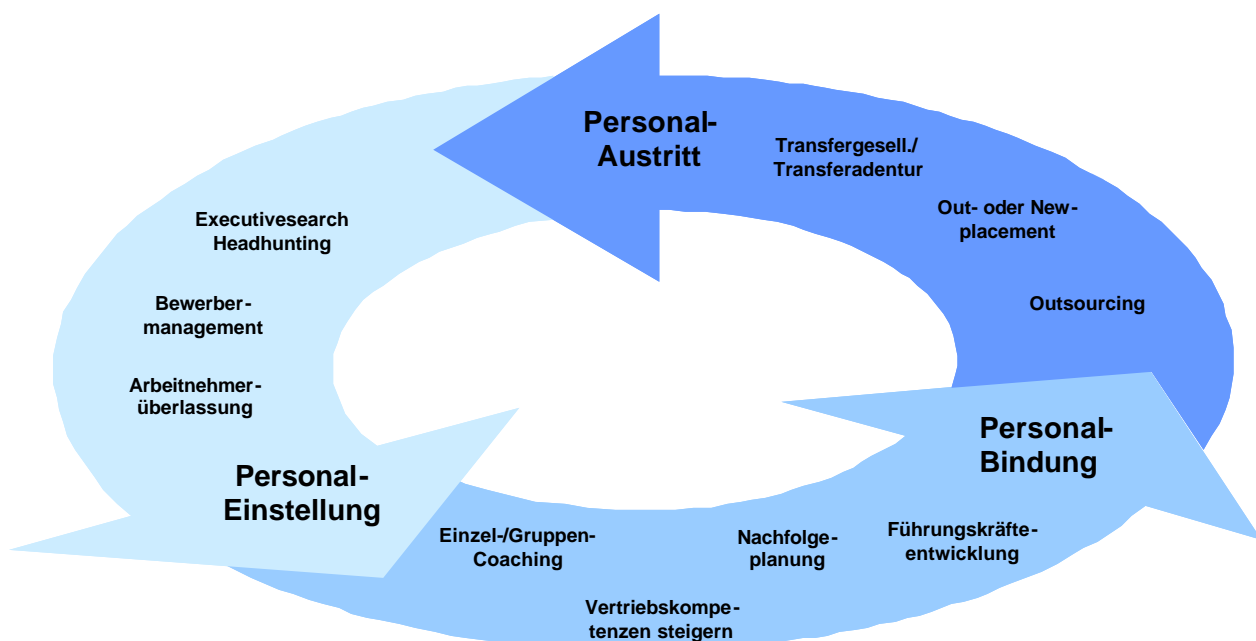 Personal-
Austritt
Transfergesell./
Transferadentur
Out- oder New-
placement
Outsourcing
Executivesearch
Headhunting
Bewerber-
management
Arbeitnehmer-
überlassung
Personal-
Einstellung
Personal-
Bindung
Einzel-/Gruppen-
Coaching
Nachfolge-
planung
Führungskräfte-
entwicklung
Vertriebskompe-
tenzen steigern